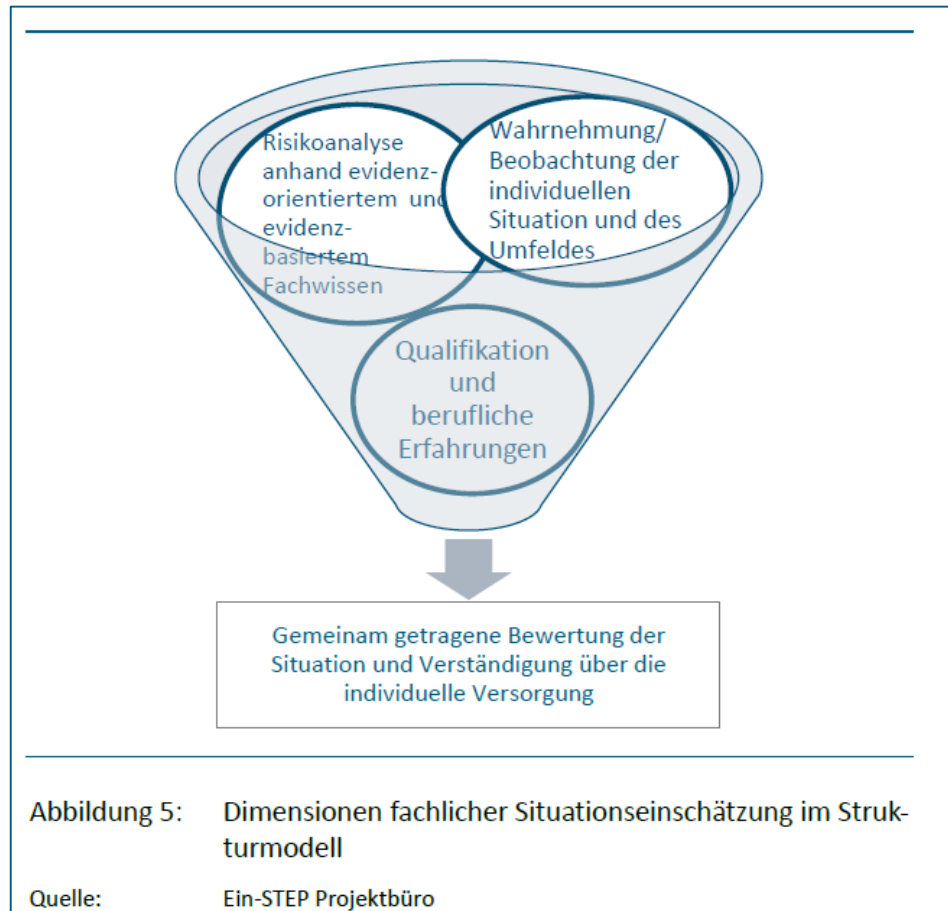 Risikoanalyse
anhand evidenz-
orientiertem und
evidenz-
basiertem
Fachwissen
Wahrnehmung/
Beobachtung der
individuellen
Situation und des
Umfeldes
Qualifikation
und
berufliche
Erfahrungen
Gemeinam getragene Bewertung der
Situation und Verständigung über die
individuelle Versorgung
Abbildung 5: Dimensionen fachlicher Situationseinschätzung im Struk-
turmodell
Quelle: Ein-STEP Projektbüro